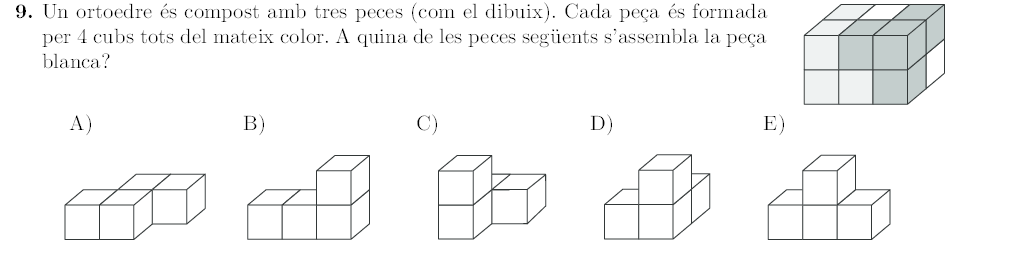 9. Un ortoedre és compost amb tres peces (com el dibuix). Cada peça és formada
per 4 cubs tots del mateix color. A quina de les peces següents s'assembla la peça
blanca?
A) B) C) D) E)